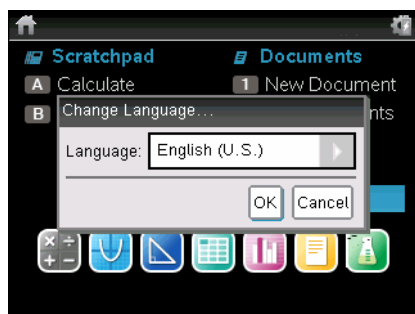 Scratchpad
Documents
A Calculate
1 New Document
B
nts
Change Language...
Language: English (U.S.)
OK Cancel